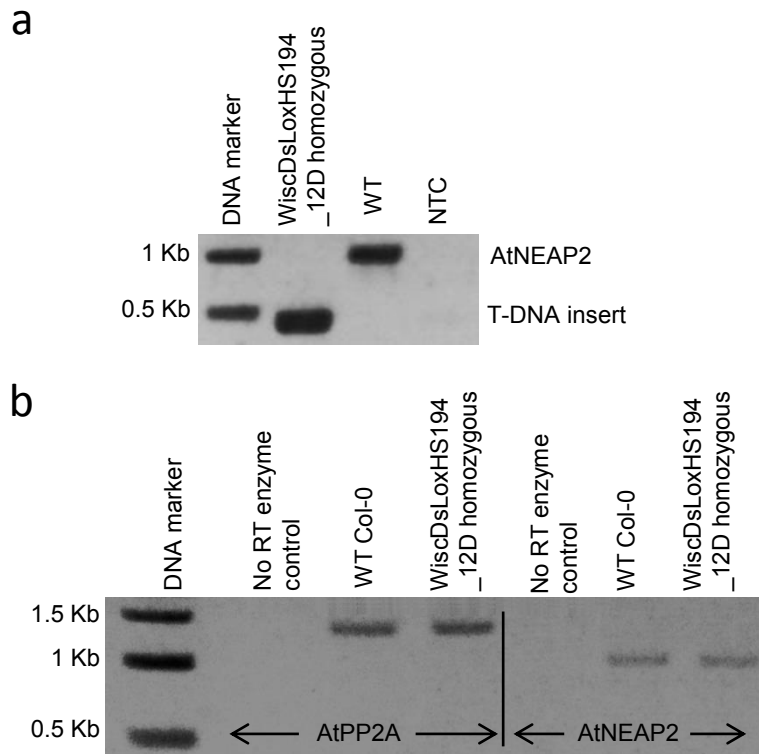 a
DNA marker
WiscDsLoxHS194
_12D homozygous
WT
NTC
1 Kb
AtNEAP2
0.5 Kb
T-DNA insert
b
DNA marker
No RT enzyme
control
WT Col-0
WiscDsLoxHS194
_12D homozygous
No RT enzyme
control
WT Col-0
WiscDsLoxHS194
_12D homozygous
1.5 Kb
1 Kb
0.5 Kb
AtPP2A
AtNEAP2